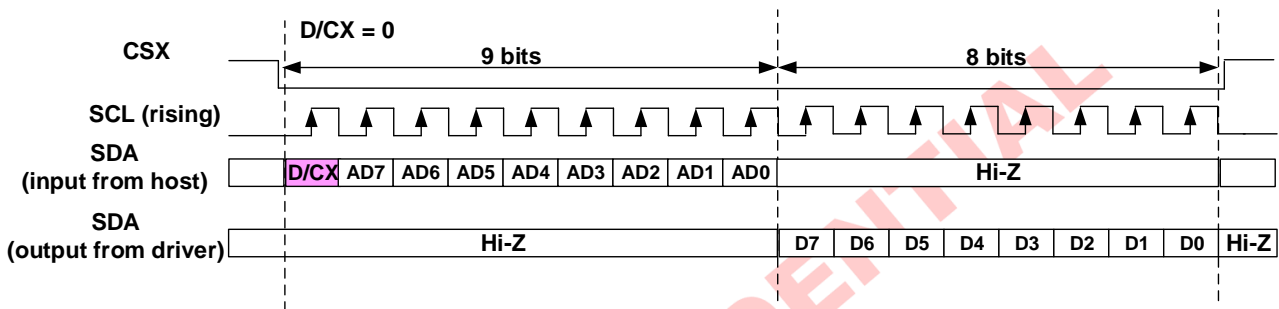 D/CX = 0
CSX
9 bits
8 bits
SCL (rising)
SDA
(input from host)
D/CX AD7 AD6 AD5 AD4 AD3 AD2 AD1 AD0 Hi-Z
SDA
(output from driver)
Hi-Z D7 D6 D5 D4 D3 D2 D1 D0 Hi-Z